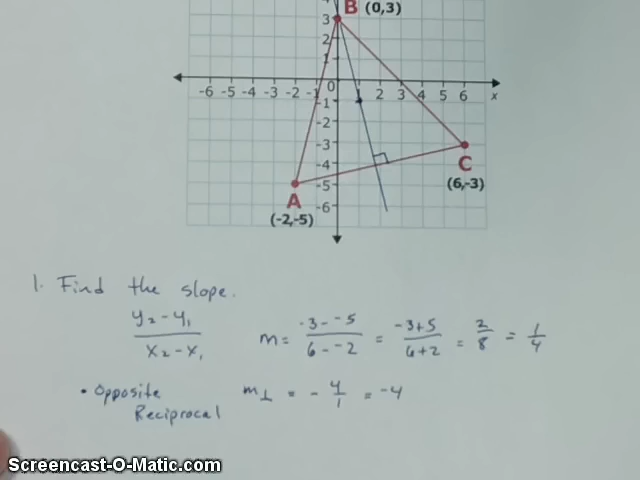 3 B (0,3)
2
1
-6 -5 -4 -3 -2 -1 0 1 2 3 4 5 6 x
-1
-2
-3
-4 C
-5 (6,-3)
A -6
(-2,-5)
1. Find the slope.
y₂ - y₁ / x₂ - x₁ m = -3 - -5 / 6 - -2 = -3+5 / 6+2 = 2/8 = 1/4
• Opposite Reciprocal m⊥ = - 4/1 = -4
Screencast-O-Matic.com